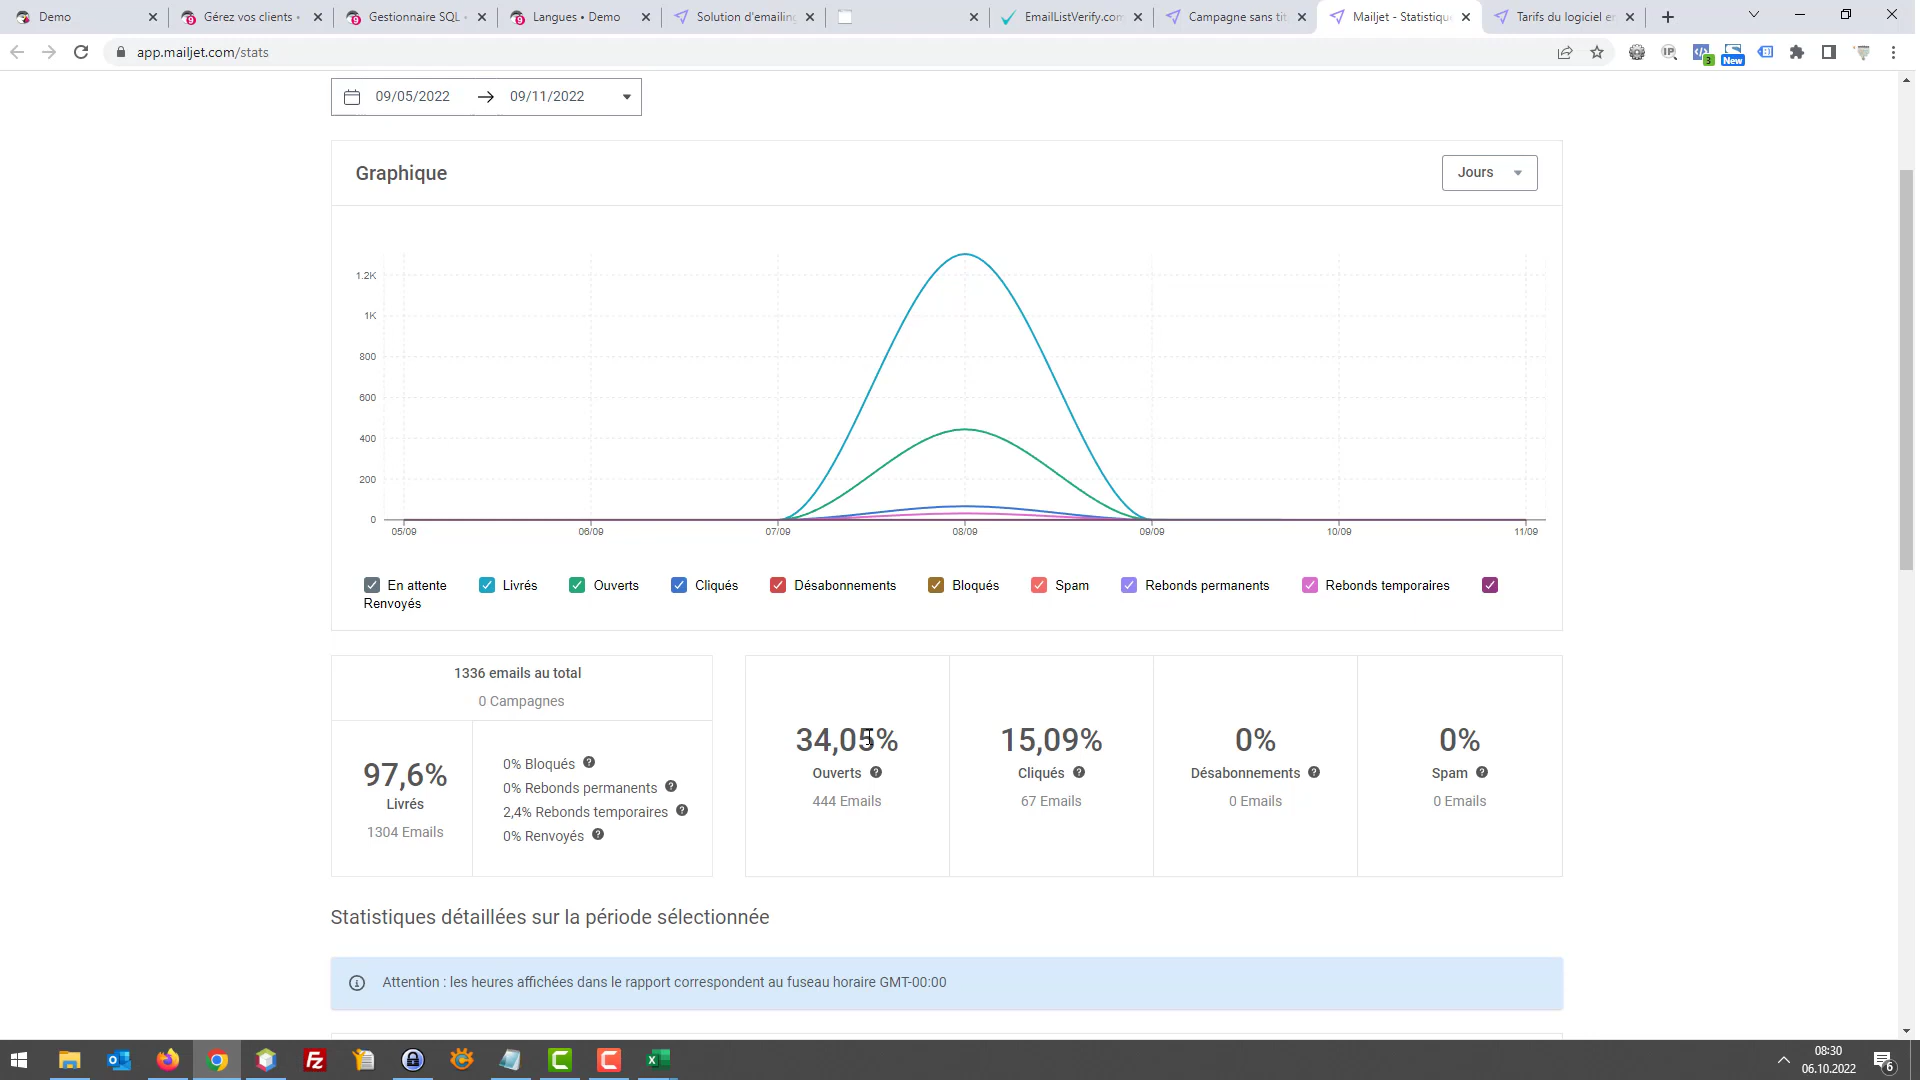 Demo
Gérez vos clients •
Gestionnaire SQL •
Langues • Demo
Solution d'emailing
EmailListVerify.com
Campagne sans tit
Mailjet - Statistiqu
Tarifs du logiciel e
app.mailjet.com/stats
3
New
09/05/2022 → 09/11/2022
Graphique
Jours
1.2K
1K
800
600
400
200
0
05/09 06/09 07/09 08/09 09/09 10/09 11/09
En attente Livrés Ouverts Cliqués Désabonnements Bloqués Spam Rebonds permanents Rebonds temporaires
Renvoyés
1336 emails au total
0 Campagnes
97,6%
Livrés
1304 Emails
0% Bloqués
0% Rebonds permanents
2,4% Rebonds temporaires
0% Renvoyés
34,05%
Ouverts
444 Emails
15,09%
Cliqués
67 Emails
0%
Désabonnements
0 Emails
0%
Spam
0 Emails
Statistiques détaillées sur la période sélectionnée
Attention : les heures affichées dans le rapport correspondent au fuseau horaire GMT-00:00
08:30
06.10.2022
6